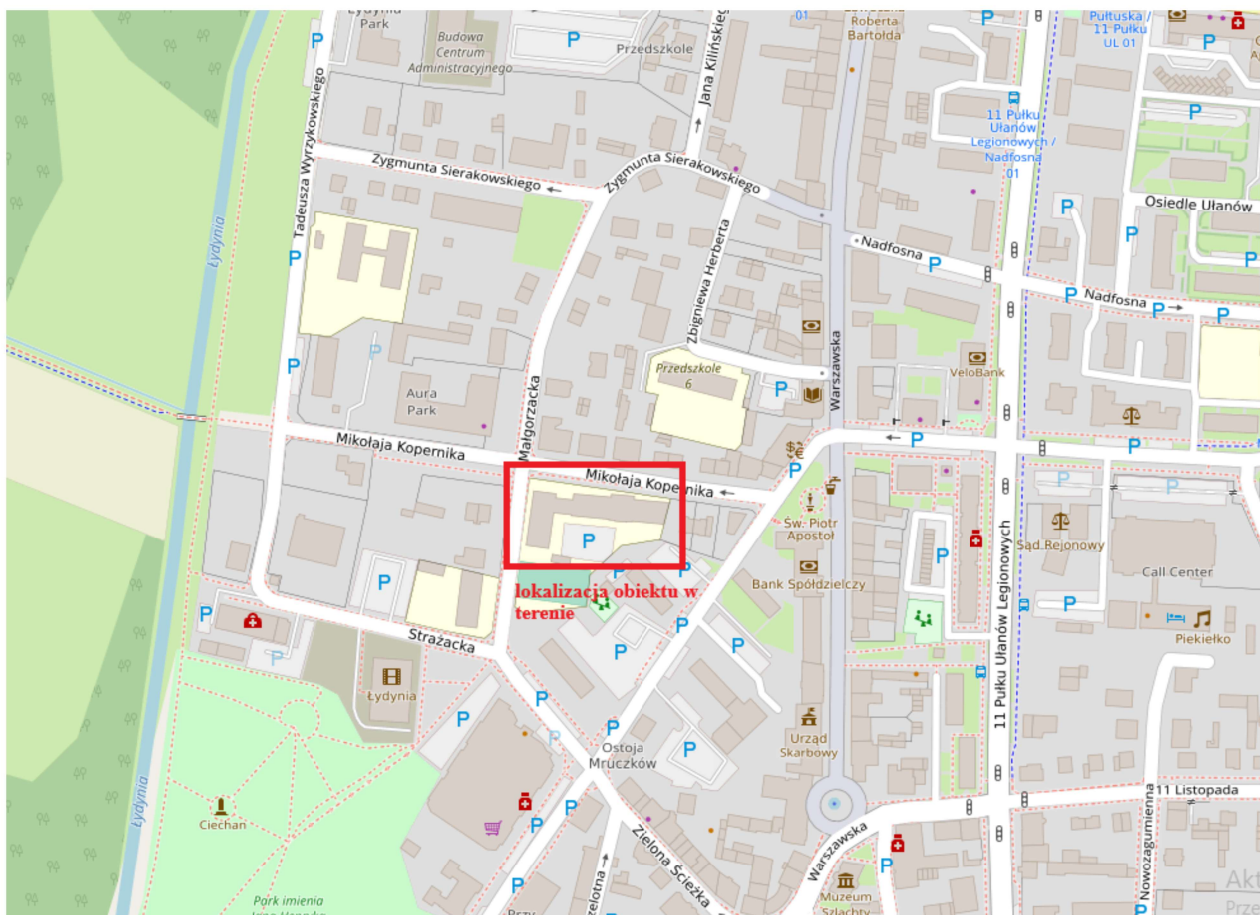 Łydynia
Park
Budowa
Centrum
Administracyjnego
P
P
Przedszkole
Jana Kilińskiego
01
Roberta
Bartołda
P
Pułtuska /
11 Pułku
UL 01
P
P
11 Pułku
Ułanów
Legionowych /
Nadfosna
01
Tadeusza Wyrzykowskiego
Zygmunta Sierakowskiego
Zygmunta Sierakowskiego
Osiedle Ułanów
P
P
P
Łydynia
P
Nadfosna
P
P
Nadfosna
P
P
Zbigniewa Herberta
Warszawska
P
P
Przedszkole
6
P
VeloBank
Aura
Park
Małgorzacka
Mikołaja Kopernika
Mikołaja Kopernika
P
P
P
P
P
Św. Piotr
Apostoł
Bank Spółdzielczy
P
P
P
P
lokalizacja obiektu w
terenie
11 Pułku Ułanów Legionowych
Sąd Rejonowy
Call Center
P
Piekiełko
P
P
Strażacka
P
P
P
P
Łydynia
P
P
P
P
P
Ostoja
Mruczków
Urząd
Skarbowy
Łydynia
Ciechan
P
P
P
Zielona Ścieżka
Warszawska
11 Listopada
Nowozagumienna
P
Muzeum
Szlachty
Park imienia
P